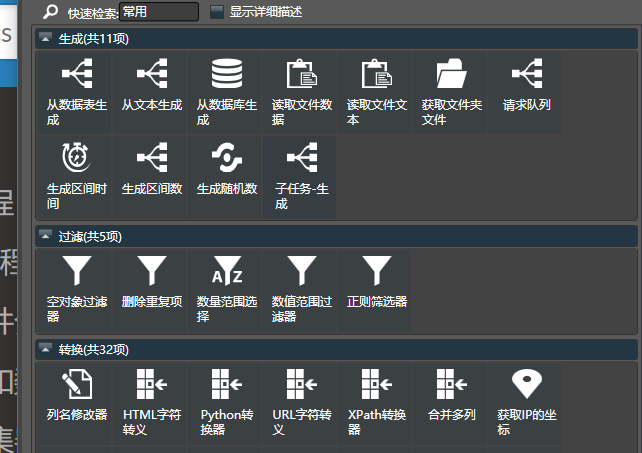 快速检索: 常用 显示详细描述
生成(共11项)
从数据表生成 从文本生成 从数据库生成 读取文件数据 读取文件文本 获取文件夹文件 请求队列
生成区间时间 生成区间数 生成随机数 子任务-生成
过滤(共5项)
空对象过滤器 删除重复项 数量范围选择 数值范围过滤器 正则筛选器
转换(共32项)
列名修改器 HTML字符转义 Python转换器 URL字符转义 XPath转换器 合并多列 获取IP的坐标